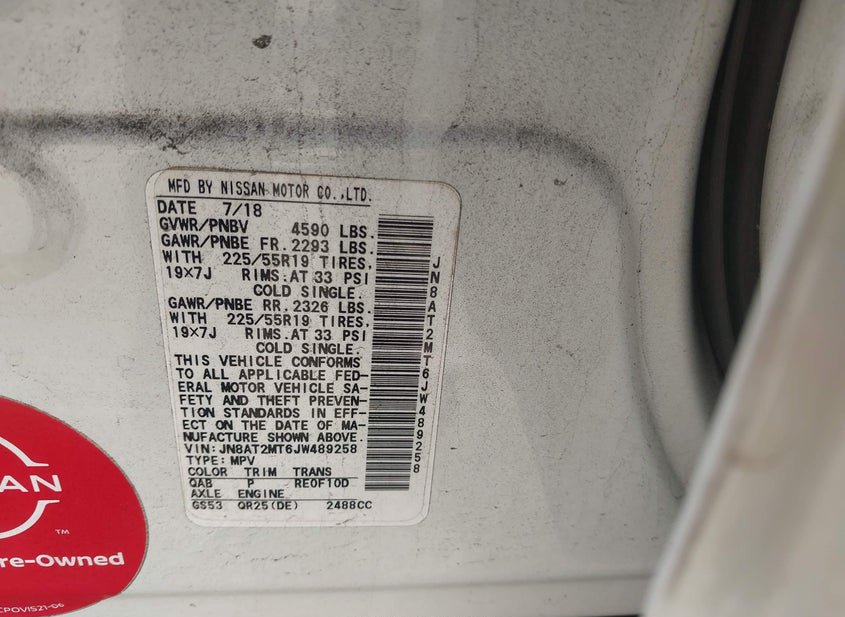 MFD BY NISSAN MOTOR CO.,LTD.
DATE 7/18
GVWR/PNBV 4590 LBS.
GAWR/PNBE FR. 2293 LBS.
WITH 225/55R19 TIRES,
19×7J RIMS.AT 33 PSI
COLD SINGLE.
GAWR/PNBE RR. 2326 LBS.
WITH 225/55R19 TIRES,
19×7J RIMS.AT 33 PSI
COLD SINGLE.
THIS VEHICLE CONFORMS
TO ALL APPLICABLE FED-
ERAL MOTOR VEHICLE SA-
FETY AND THEFT PREVEN-
TION STANDARDS IN EFF-
ECT ON THE DATE OF MA-
NUFACTURE SHOWN ABOVE.
VIN: JN8AT2MT6JW489258
TYPE: MPV
COLOR TRIM TRANS
QAB P RE0F10D
AXLE ENGINE
GS53 QR25(DE) 2488CC
JN8AT2MT6JW489258
SAN
TM
re-Owned
CPOVIS21-06